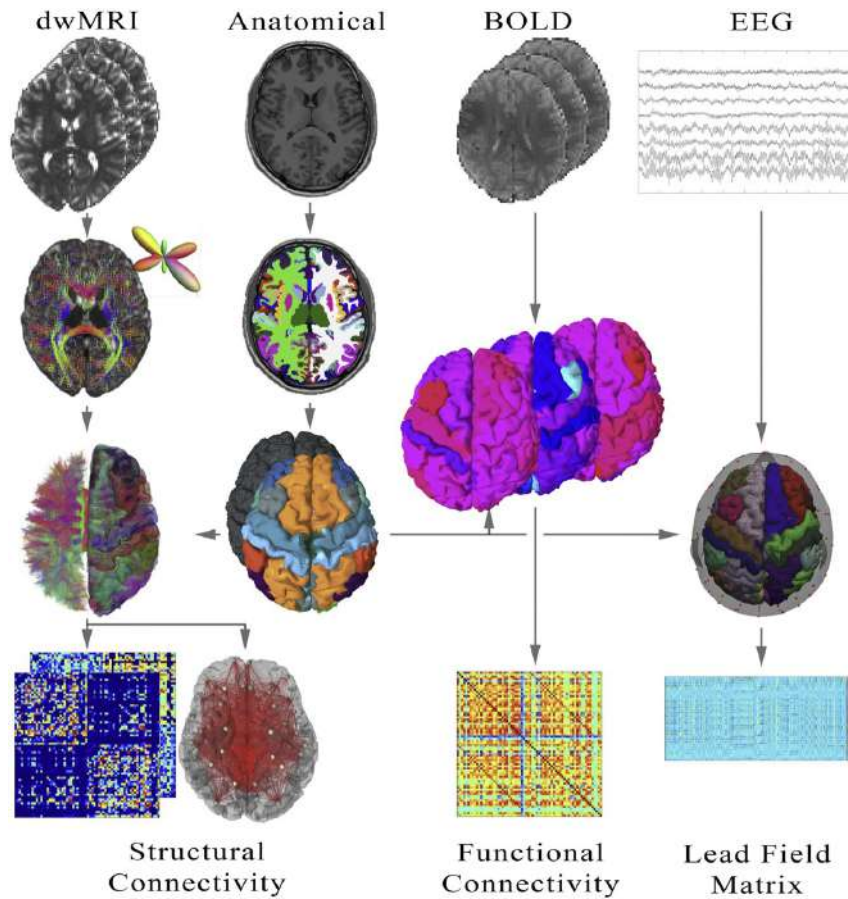 dwMRI
Anatomical
BOLD
EEG
Structural
Connectivity
Functional
Connectivity
Lead Field
Matrix